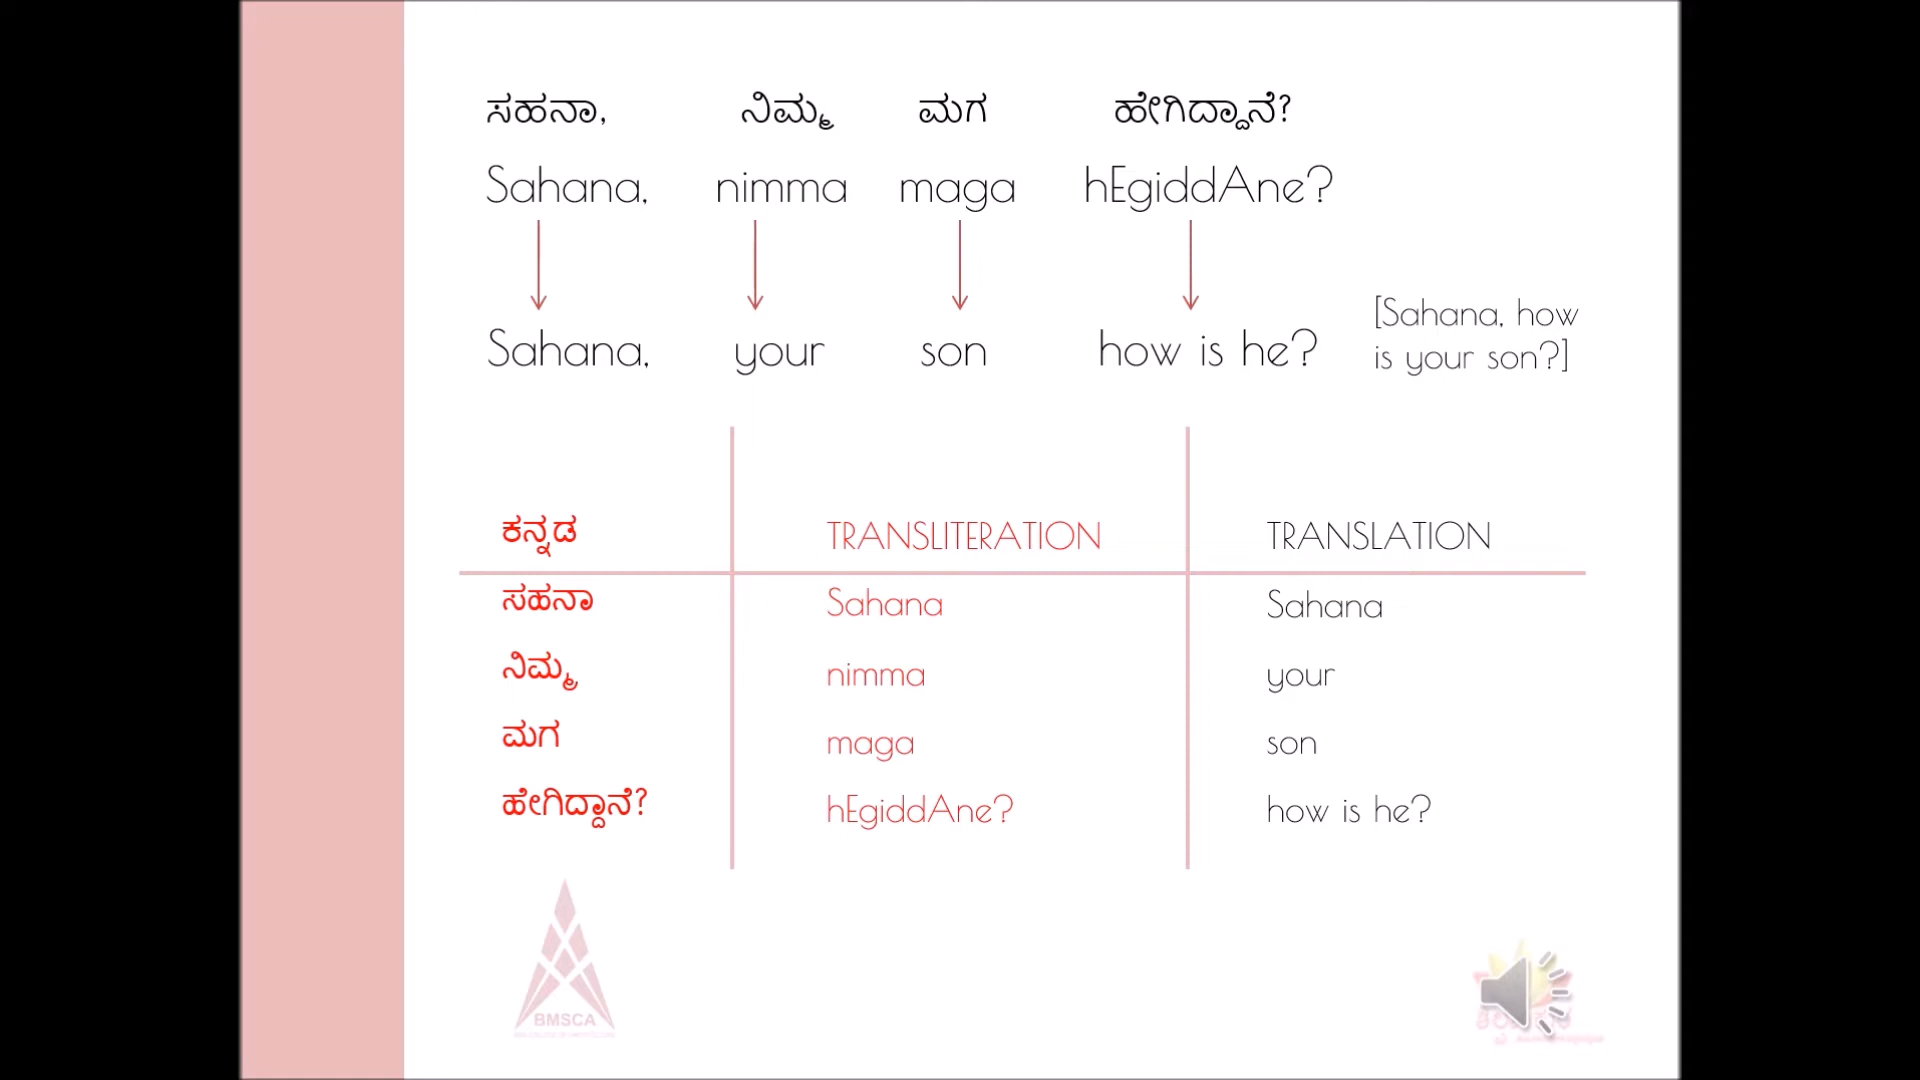 ಸಹನಾ, ನಿಮ್ಮ ಮಗ ಹೇಗಿದ್ದಾನೆ?
Sahana, nimma maga hEgiddAne?
Sahana, your son how is he?
[Sahana, how
is your son?]
ಕನ್ನಡ TRANSLITERATION TRANSLATION
ಸಹನಾ Sahana Sahana
ನಿಮ್ಮ nimma your
ಮಗ maga son
ಹೇಗಿದ್ದಾನೆ? hEgiddAne? how is he?
BMSCA